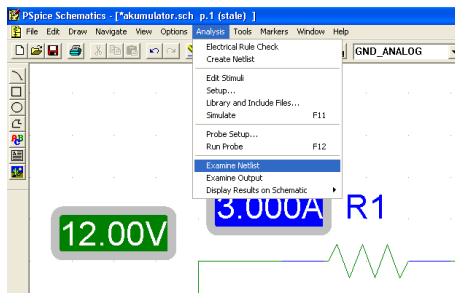 PSpice Schematics - [*akumulator.sch p.1 (stale) ]
File Edit Draw Navigate View Options Analysis Tools Markers Window Help
GND_ANALOG
Electrical Rule Check
Create Netlist
Edit Stimuli
Setup...
Library and Include Files...
Simulate F11
Probe Setup...
Run Probe F12
Examine Netlist
Examine Output
Display Results on Schematic
3.000A R1
12.00V